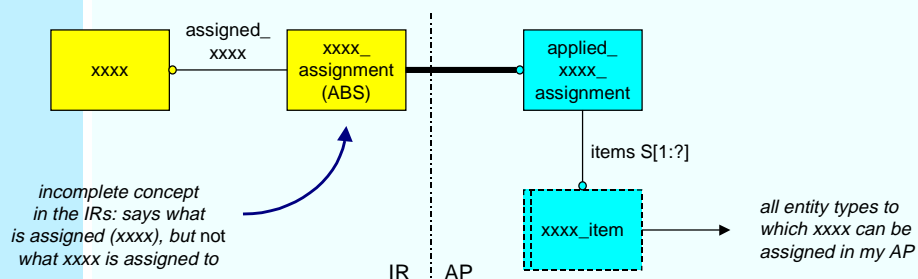 assigned_
xxxx
xxxx
xxxx_
assignment
(ABS)
applied_
xxxx_
assignment
items S[1:?]
incomplete concept
in the IRs: says what
is assigned (xxxx), but not
what xxxx is assigned to
xxxx_item
all entity types to
which xxxx can be
assigned in my AP
IR
AP